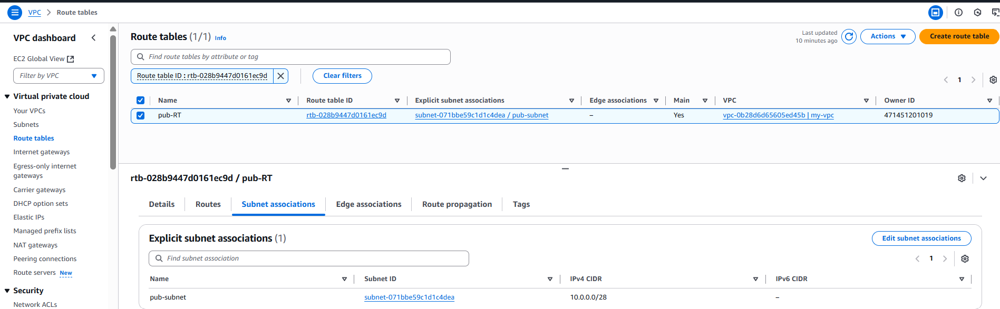 VPC > Route tables
VPC dashboard
EC2 Global View
Filter by VPC
Virtual private cloud
Your VPCs
Subnets
Route tables
Internet gateways
Egress-only internet
gateways
Carrier gateways
DHCP option sets
Elastic IPs
Managed prefix lists
NAT gateways
Peering connections
Route servers New
Security
Network ACLs
Route tables (1/1) Info
Last updated
10 minutes ago
Actions
Create route table
Find route tables by attribute or tag
Route table ID : rtb-028b9447d0161ec9d
Clear filters
1
Name Route table ID Explicit subnet associations Edge associations Main VPC Owner ID
pub-RT rtb-028b9447d0161ec9d subnet-071bbe59c1d1c4dea / pub-subnet – Yes vpc-0b28d6d65605ed45b | my-vpc 471451201019
rtb-028b9447d0161ec9d / pub-RT
Details Routes Subnet associations Edge associations Route propagation Tags
Explicit subnet associations (1)
Edit subnet associations
Find subnet association
1
Name Subnet ID IPv4 CIDR IPv6 CIDR
pub-subnet subnet-071bbe59c1d1c4dea 10.0.0.0/28 –